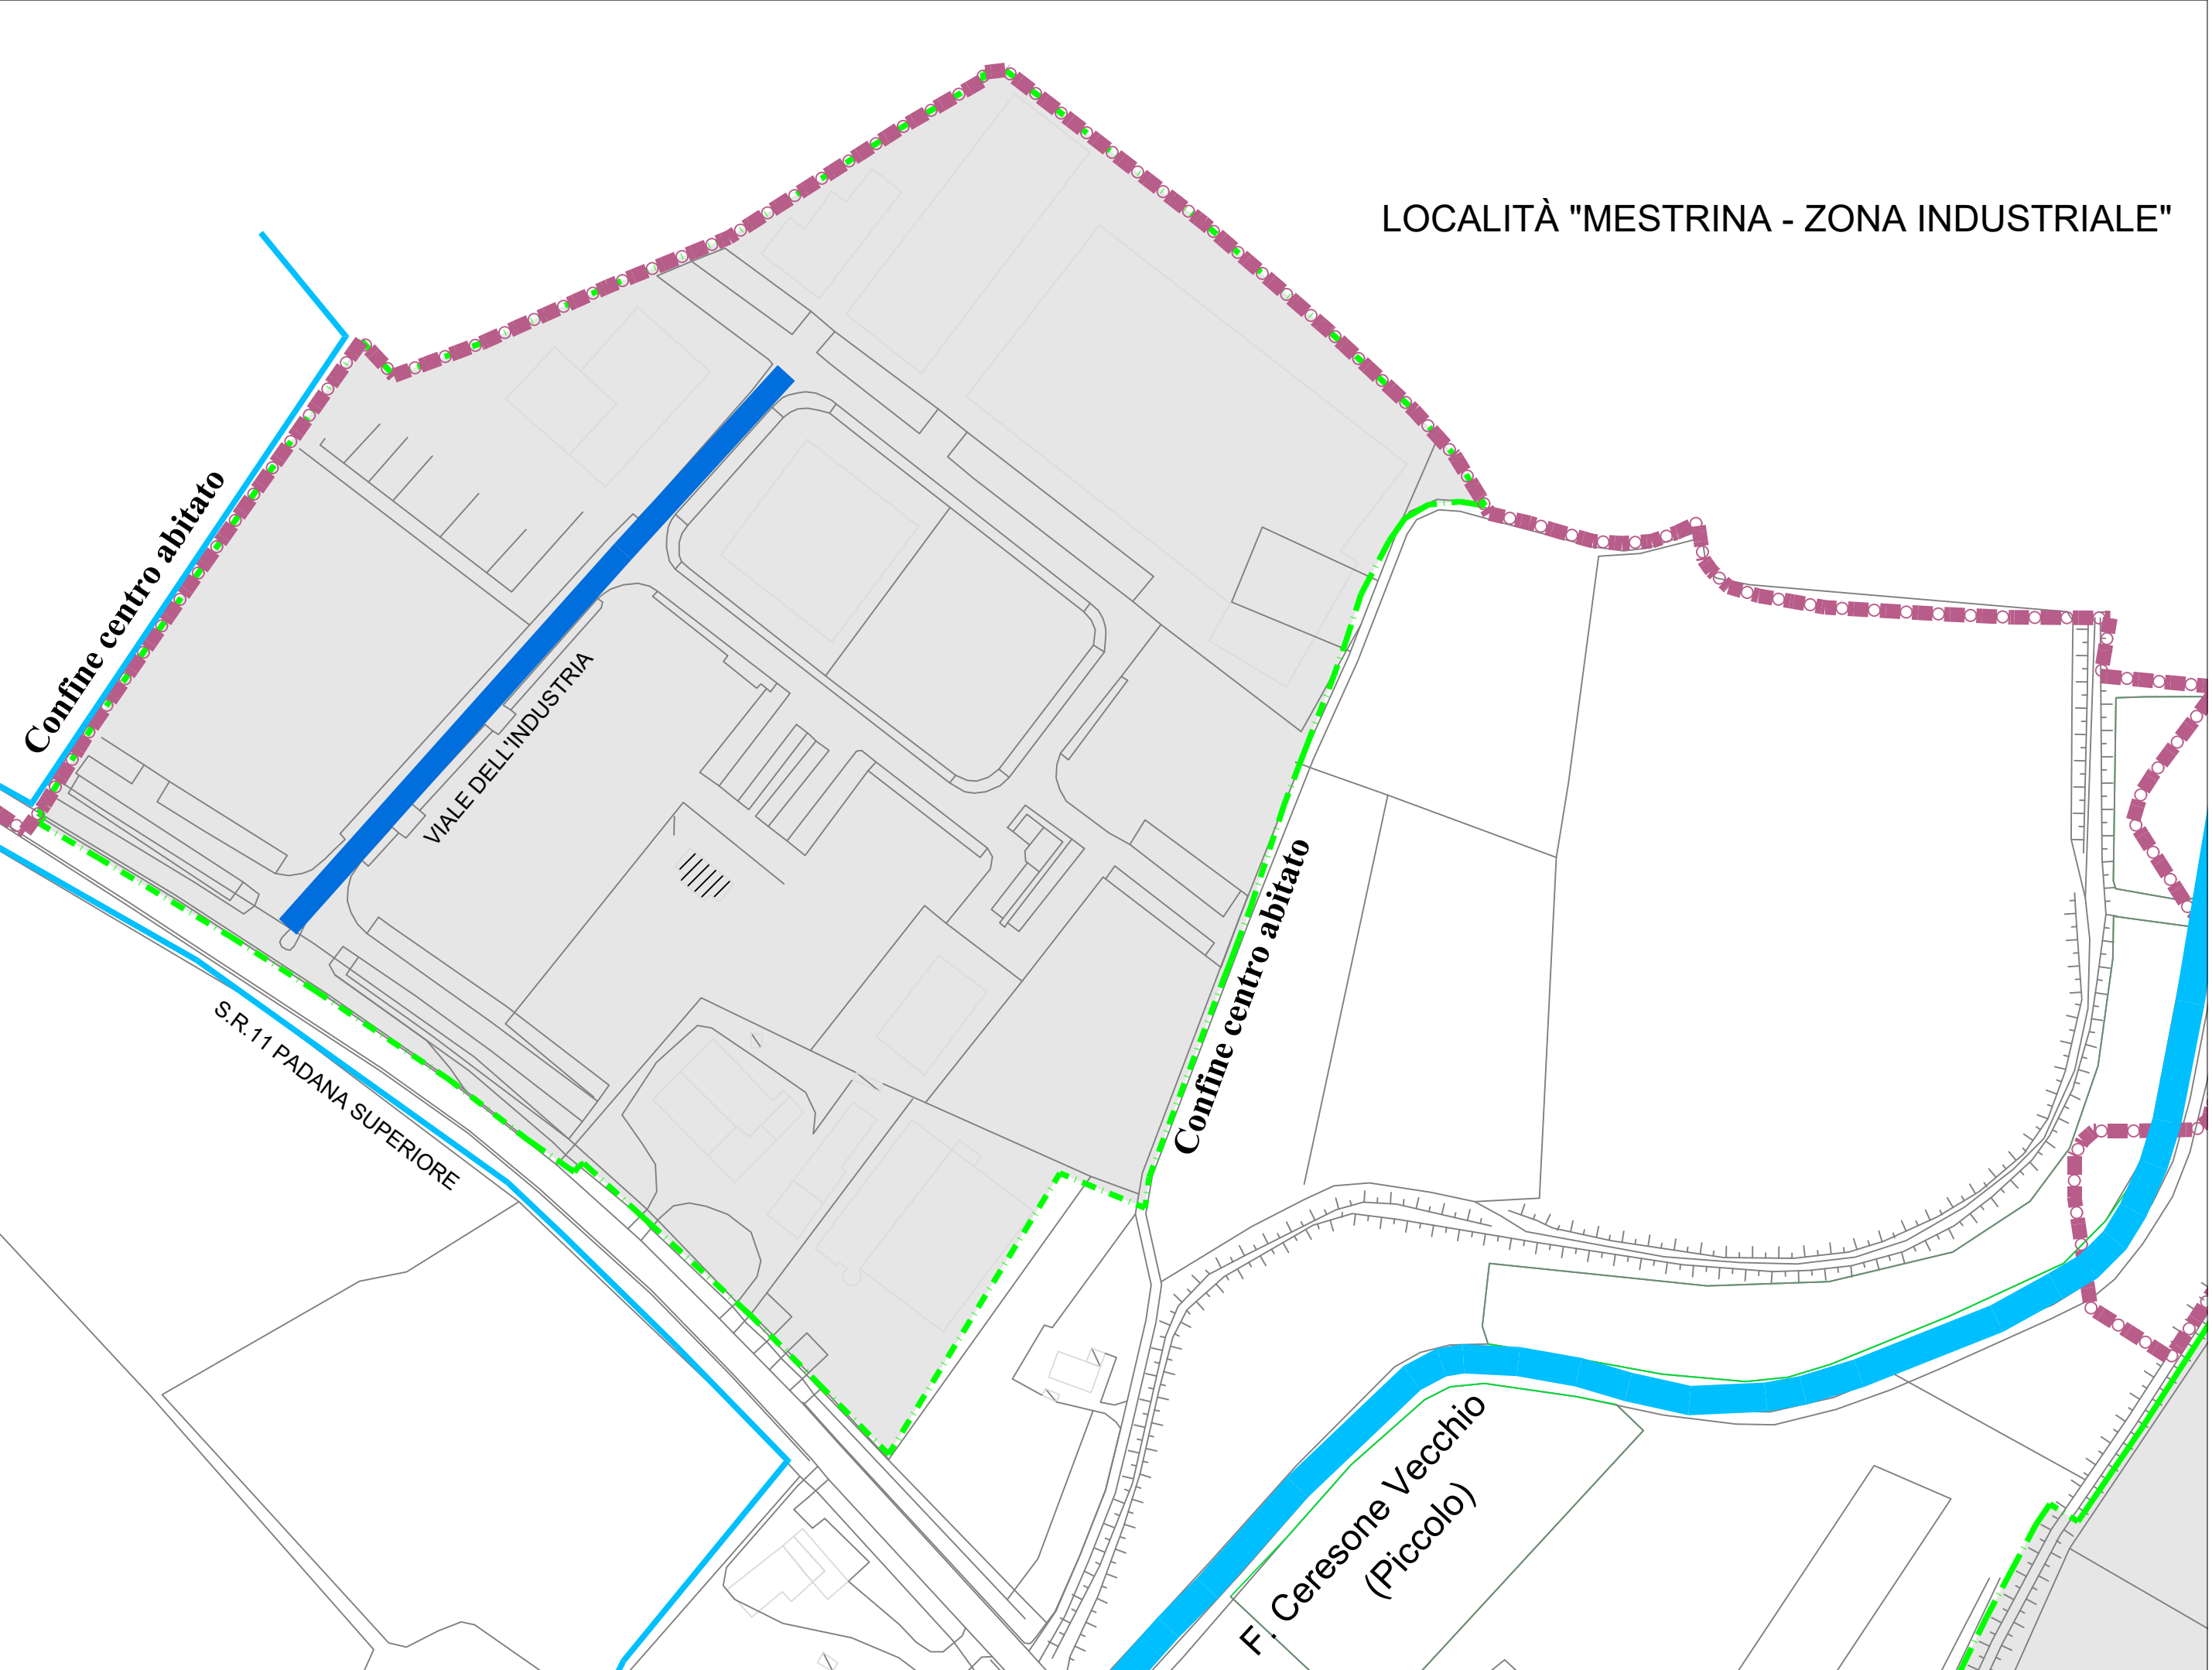 LOCALITÀ "MESTRINA - ZONA INDUSTRIALE"
Confine centro abitato
VIALE DELL'INDUSTRIA
S.R.11 PADANA SUPERIORE
Confine centro abitato
F. Ceresone Vecchio
(Piccolo)